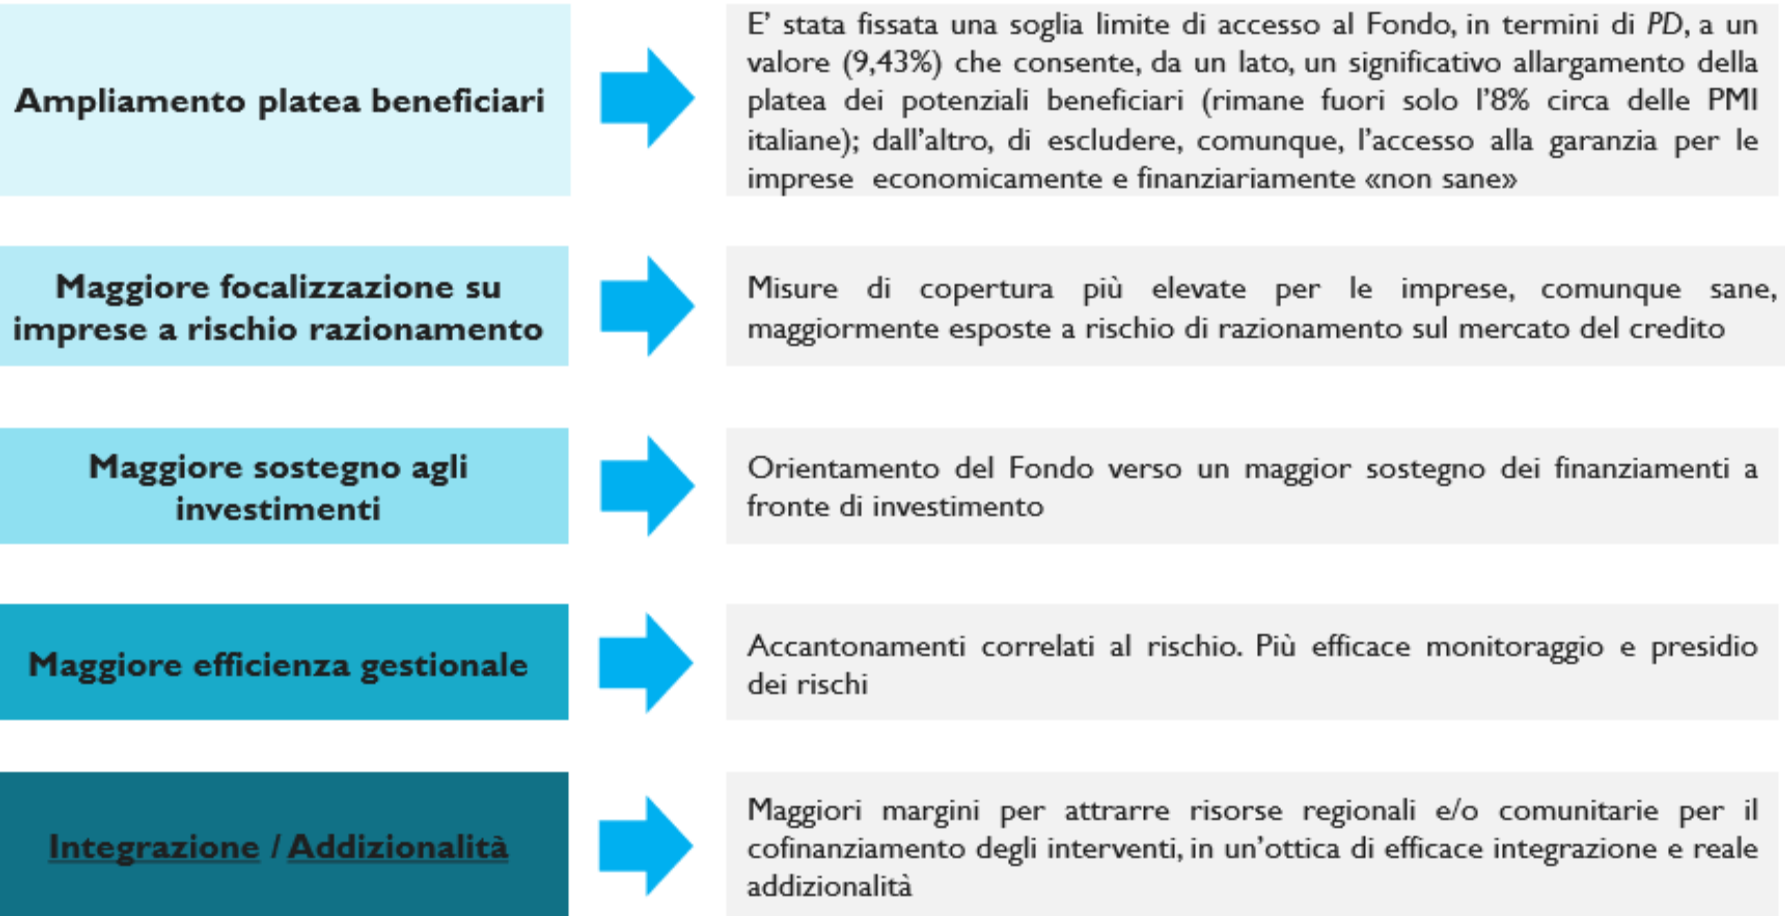 Ampliamento platea beneficiari
E’ stata fissata una soglia limite di accesso al Fondo, in termini di PD, a un
valore (9,43%) che consente, da un lato, un significativo allargamento della
platea dei potenziali beneficiari (rimane fuori solo l’8% circa delle PMI
italiane); dall’altro, di escludere, comunque, l’accesso alla garanzia per le
imprese economicamente e finanziariamente «non sane»
Maggiore focalizzazione su
imprese a rischio razionamento
Misure di copertura più elevate per le imprese, comunque sane,
maggiormente esposte a rischio di razionamento sul mercato del credito
Maggiore sostegno agli
investimenti
Orientamento del Fondo verso un maggior sostegno dei finanziamenti a
fronte di investimento
Maggiore efficienza gestionale
Accantonamenti correlati al rischio. Più efficace monitoraggio e presidio
dei rischi
Integrazione / Addizionalità
Maggiori margini per attrarre risorse regionali e/o comunitarie per il
cofinanziamento degli interventi, in un’ottica di efficace integrazione e reale
addizionalità